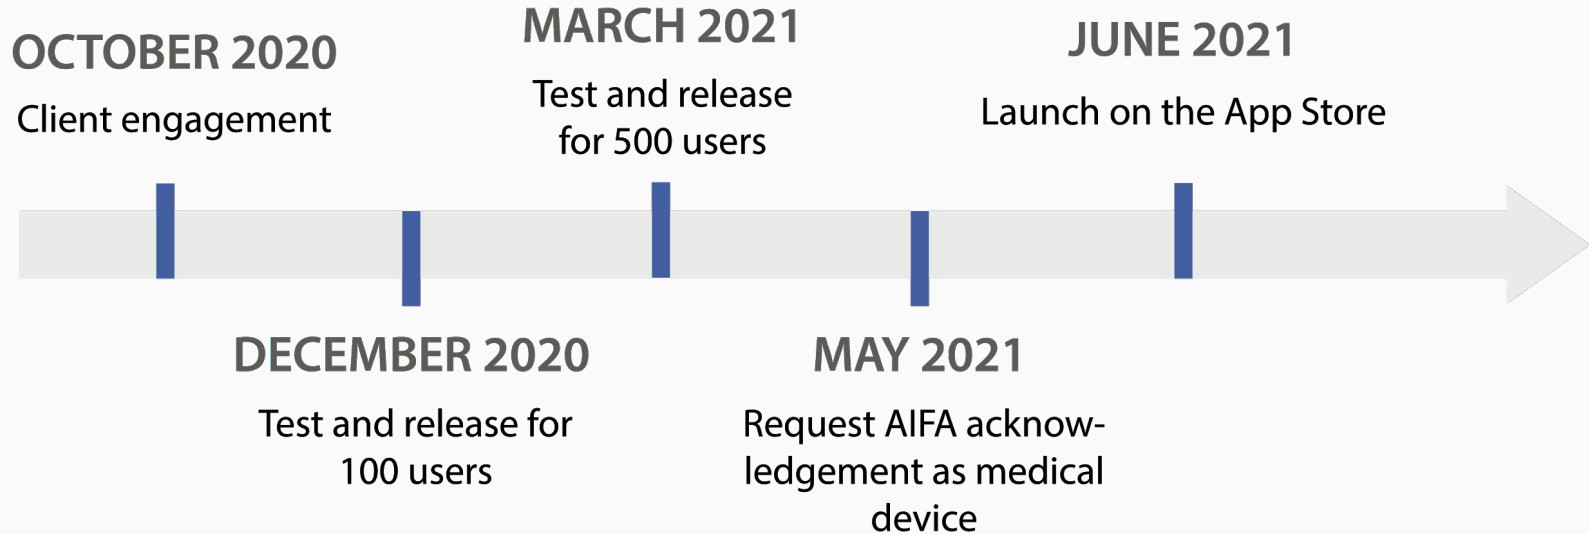 OCTOBER 2020
Client engagement
DECEMBER 2020
Test and release for
100 users
MARCH 2021
Test and release
for 500 users
MAY 2021
Request AIFA acknow-
ledgement as medical
device
JUNE 2021
Launch on the App Store